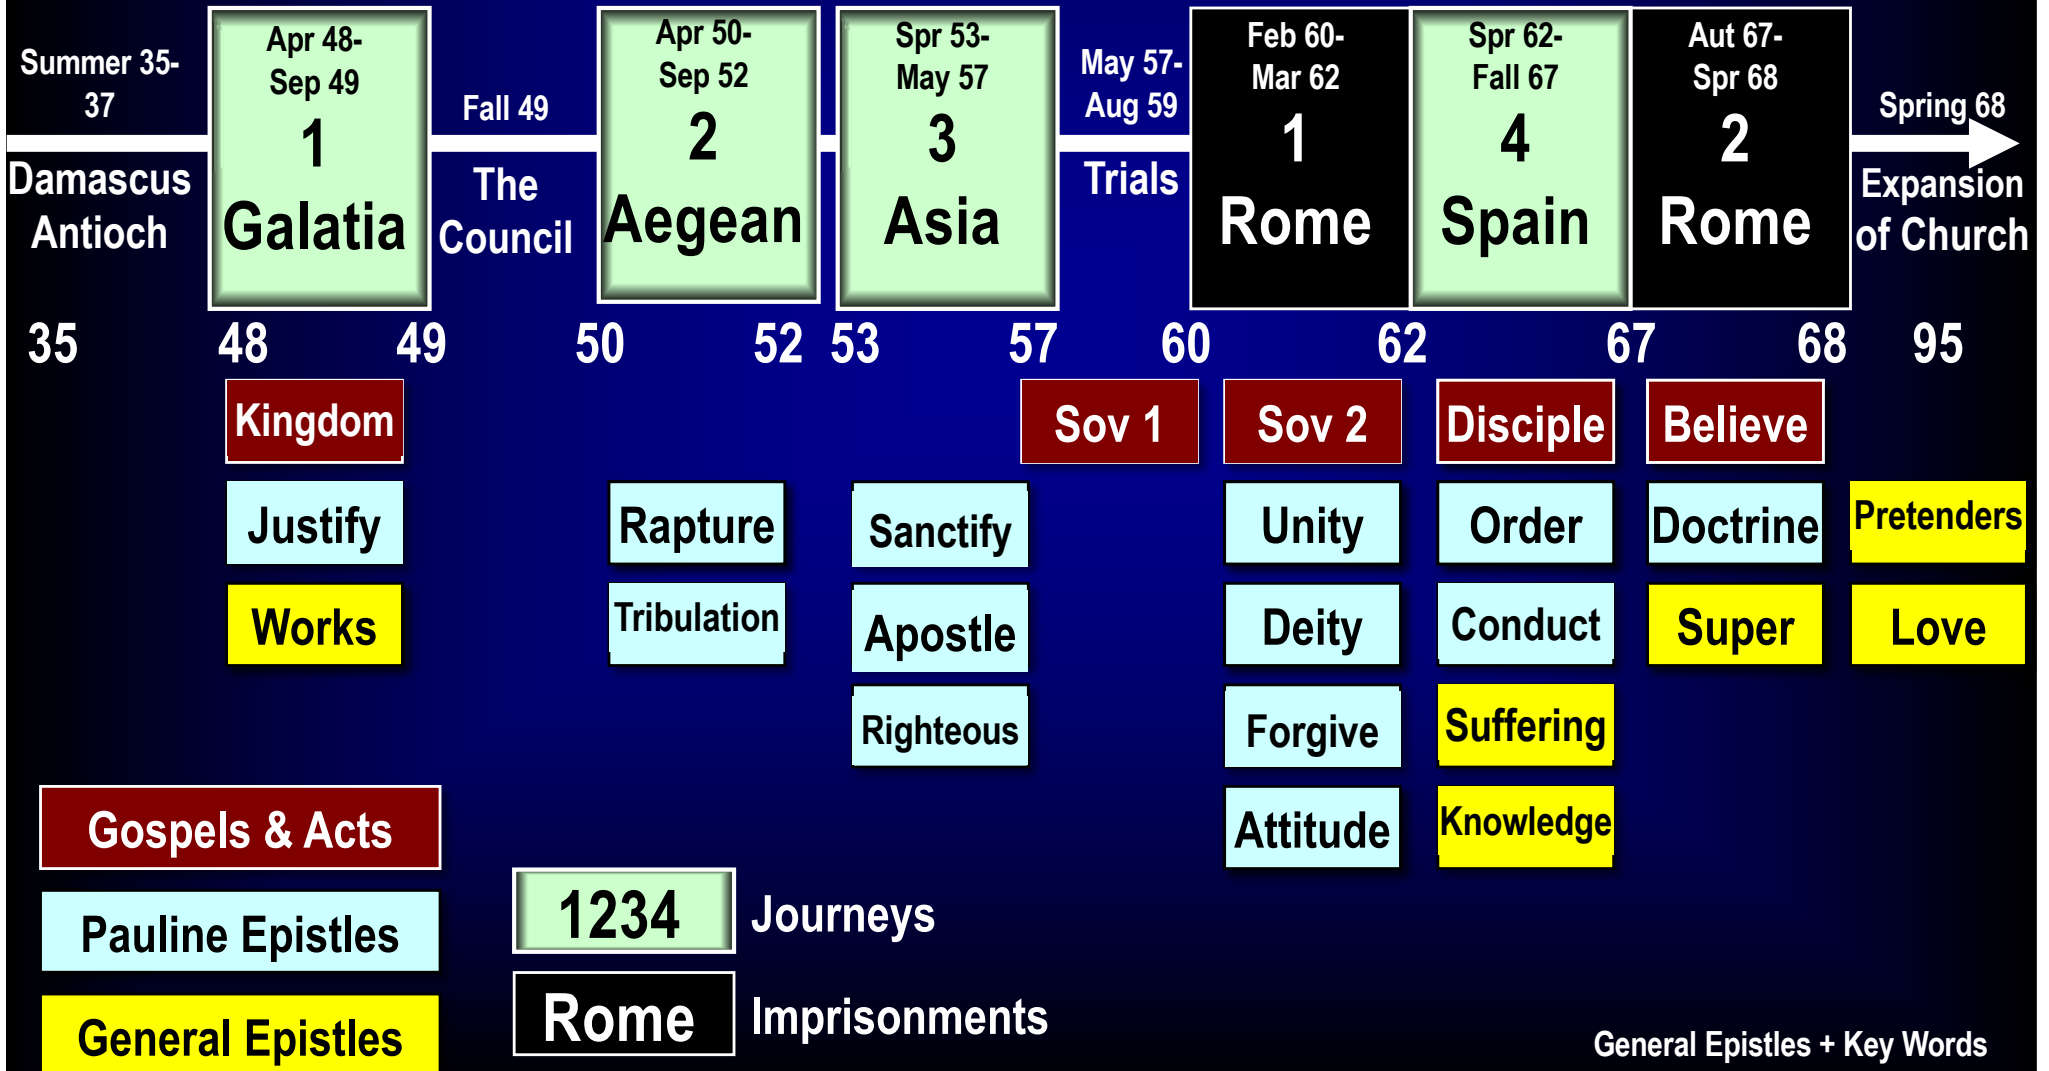 Summer 35-
37
Damascus
Antioch
Apr 48-
Sep 49
1
Galatia
Fall 49
The
Council
Apr 50-
Sep 52
2
Aegean
Spr 53-
May 57
3
Asia
May 57-
Aug 59
Trials
Feb 60-
Mar 62
1
Rome
Spr 62-
Fall 67
4
Spain
Aut 67-
Spr 68
2
Rome
Spring 68
Expansion
of Church
35 48 49 50 52 53 57 60 62 67 68 95
Kingdom Sov 1 Sov 2 Disciple Believe
Justify Rapture Sanctify Unity Order Doctrine Pretenders
Works Tribulation Apostle Deity Conduct Super Love
Righteous Forgive Suffering
Attitude Knowledge
Gospels & Acts
Pauline Epistles
General Epistles
1234 Journeys
Rome Imprisonments
General Epistles + Key Words